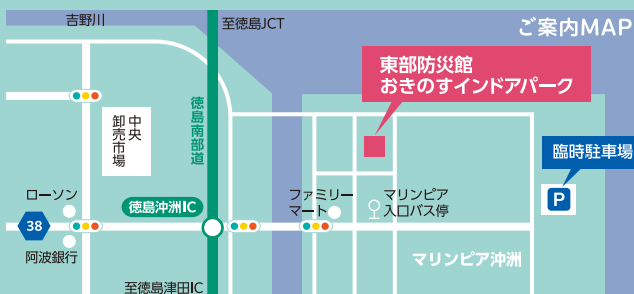 吉野川
至徳島JCT
ご案内MAP
東部防災館
おきのすインドアパーク
中央
卸売市場
徳島南部道
臨時駐車場
P
ローソン
徳島沖洲IC
ファミリー
マート
マリンピア
入口バス停
38
阿波銀行
マリンピア沖洲
至徳島津田IC